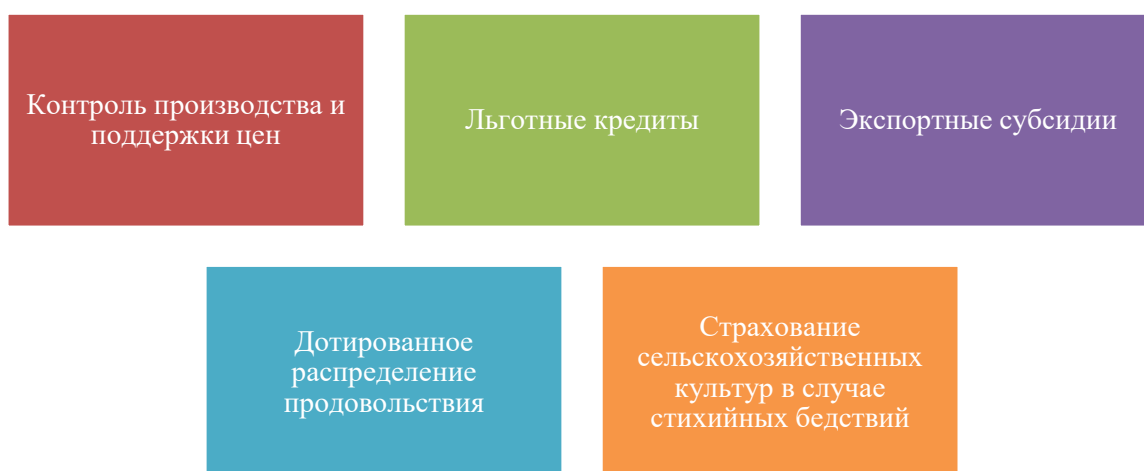 Контроль производства и
поддержки цен
Льготные кредиты
Экспортные субсидии
Дотированное
распределение
продовольствия
Страхование
сельскохозяйственных
культур в случае
стихийных бедствий